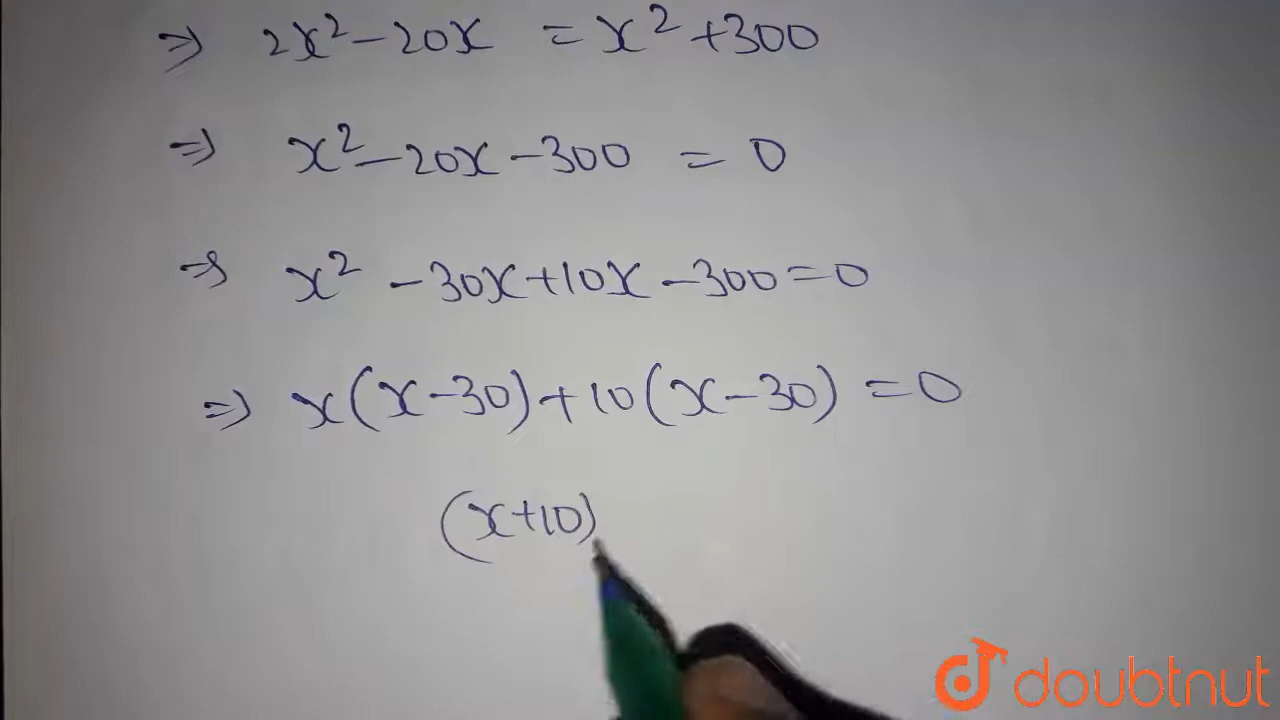 ⇒ 2x² – 20x = x² + 300
⇒ x² – 20x – 300 = 0
⇒ x² – 30x + 10x – 300 = 0
⇒ x(x – 30) + 10(x – 30) = 0
(x + 10)
doubtnut